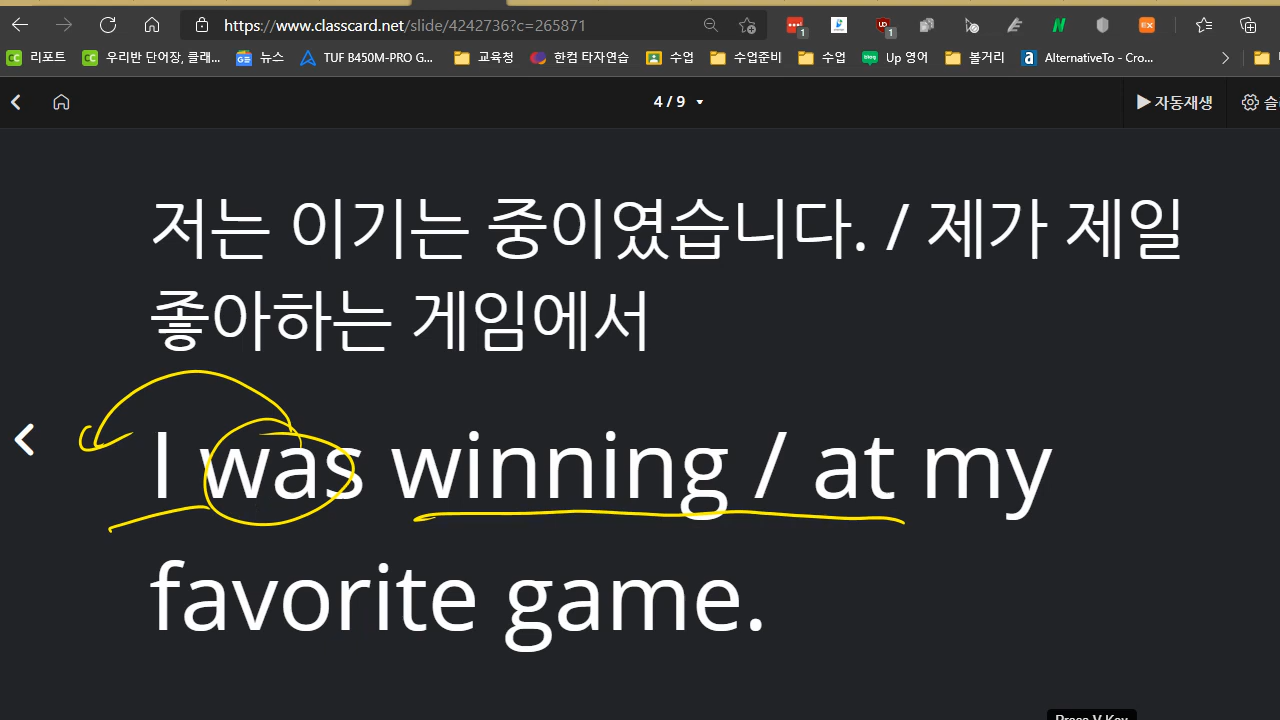 https://www.classcard.net/slide/4242736?c=265871
리포트 우리반 단어장, 클래... 뉴스 TUF B450M-PRO G... 교육청 한컴 타자연습 수업 수업준비 수업 Up 영어 볼거리 AlternativeTo - Cro...
4 / 9 자동재생
저는 이기는 중이였습니다. / 제가 제일
좋아하는 게임에서
I was winning / at my
favorite game.